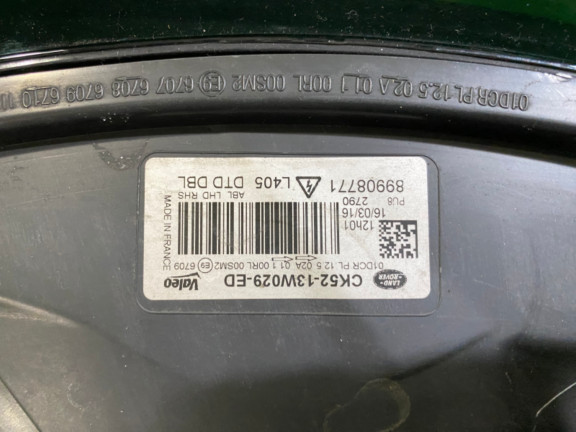 LAND
ROVER
CK52-13W029-ED
Valeo
01DCR PL 12.5 02A 01.1 00RL 00SM2 E9 6709
12h01
16/03/16
2790
PU8
MADE IN FRANCE
ABL LHD RHS
89908771
L405 DTD DBL
01DCR PL 12.5 02A 01.1 00RL 00SM2 E9 6707 6708 6709 6710